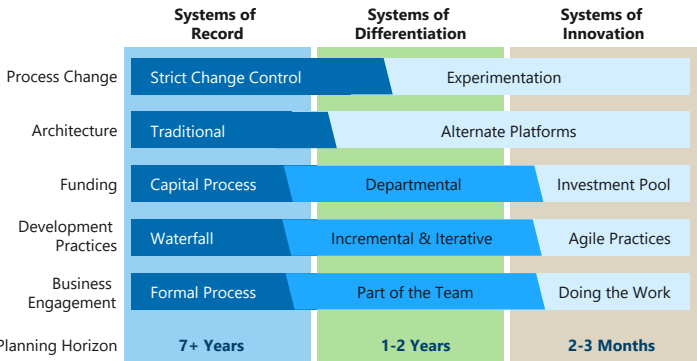 Systems of Record
Systems of Differentiation
Systems of Innovation
Process Change
Strict Change Control
Experimentation
Architecture
Traditional
Alternate Platforms
Funding
Capital Process
Departmental
Investment Pool
Development Practices
Waterfall
Incremental & Iterative
Agile Practices
Business Engagement
Formal Process
Part of the Team
Doing the Work
Planning Horizon
7+ Years
1-2 Years
2-3 Months